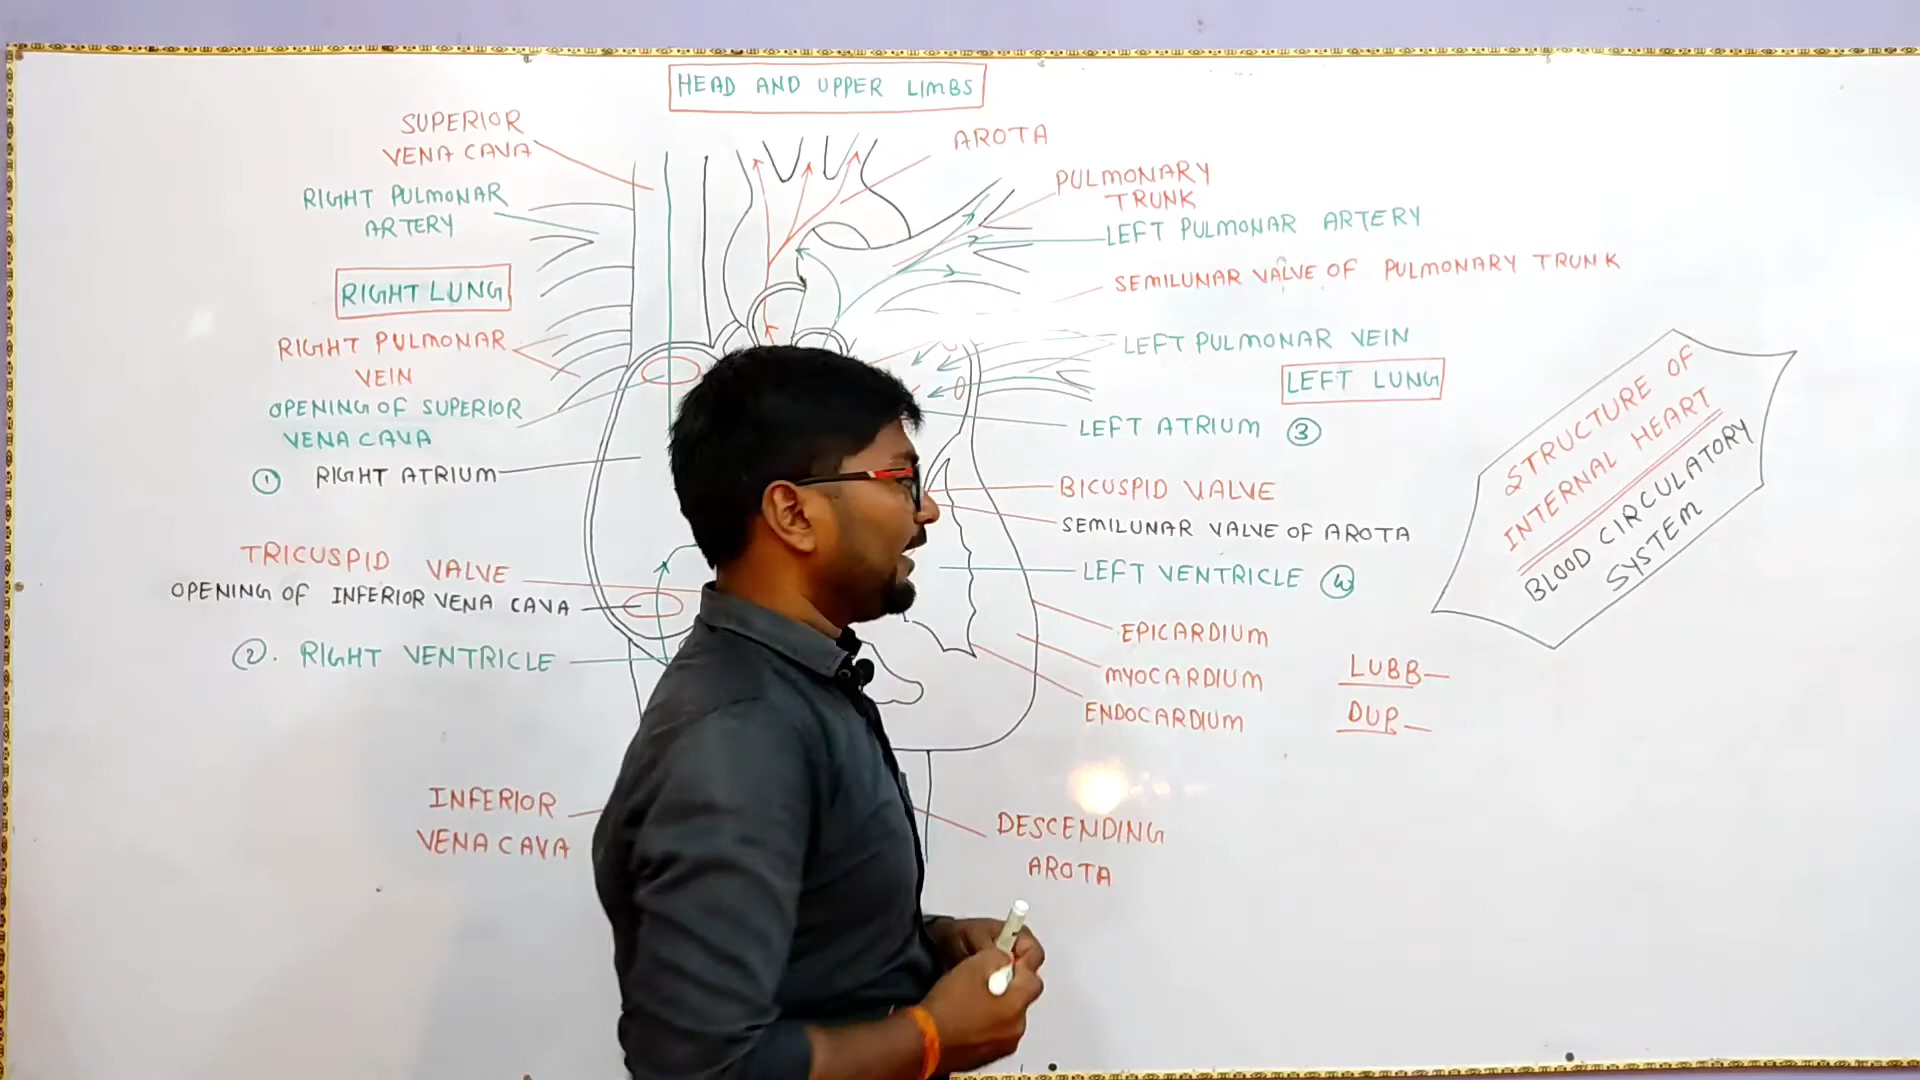 HEAD AND UPPER LIMBS
SUPERIOR
VENA CAVA
RIGHT PULMONAR
ARTERY
RIGHT LUNG
RIGHT PULMONAR
VEIN
OPENING OF SUPERIOR
VENA CAVA
1 RIGHT ATRIUM
TRICUSPID VALVE
OPENING OF INFERIOR VENA CAVA
2. RIGHT VENTRICLE
INFERIOR
VENA CAVA
AROTA
PULMONARY
TRUNK
LEFT PULMONAR ARTERY
SEMILUNAR VALVE OF PULMONARY TRUNK
LEFT PULMONAR VEIN
LEFT LUNG
LEFT ATRIUM 3
BICUSPID VALVE
SEMILUNAR VALVE OF AROTA
LEFT VENTRICLE 4
EPICARDIUM
MYOCARDIUM
ENDOCARDIUM
LUBB
DUP
DESCENDING
AROTA
STRUCTURE OF
INTERNAL HEART
BLOOD CIRCULATORY
SYSTEM